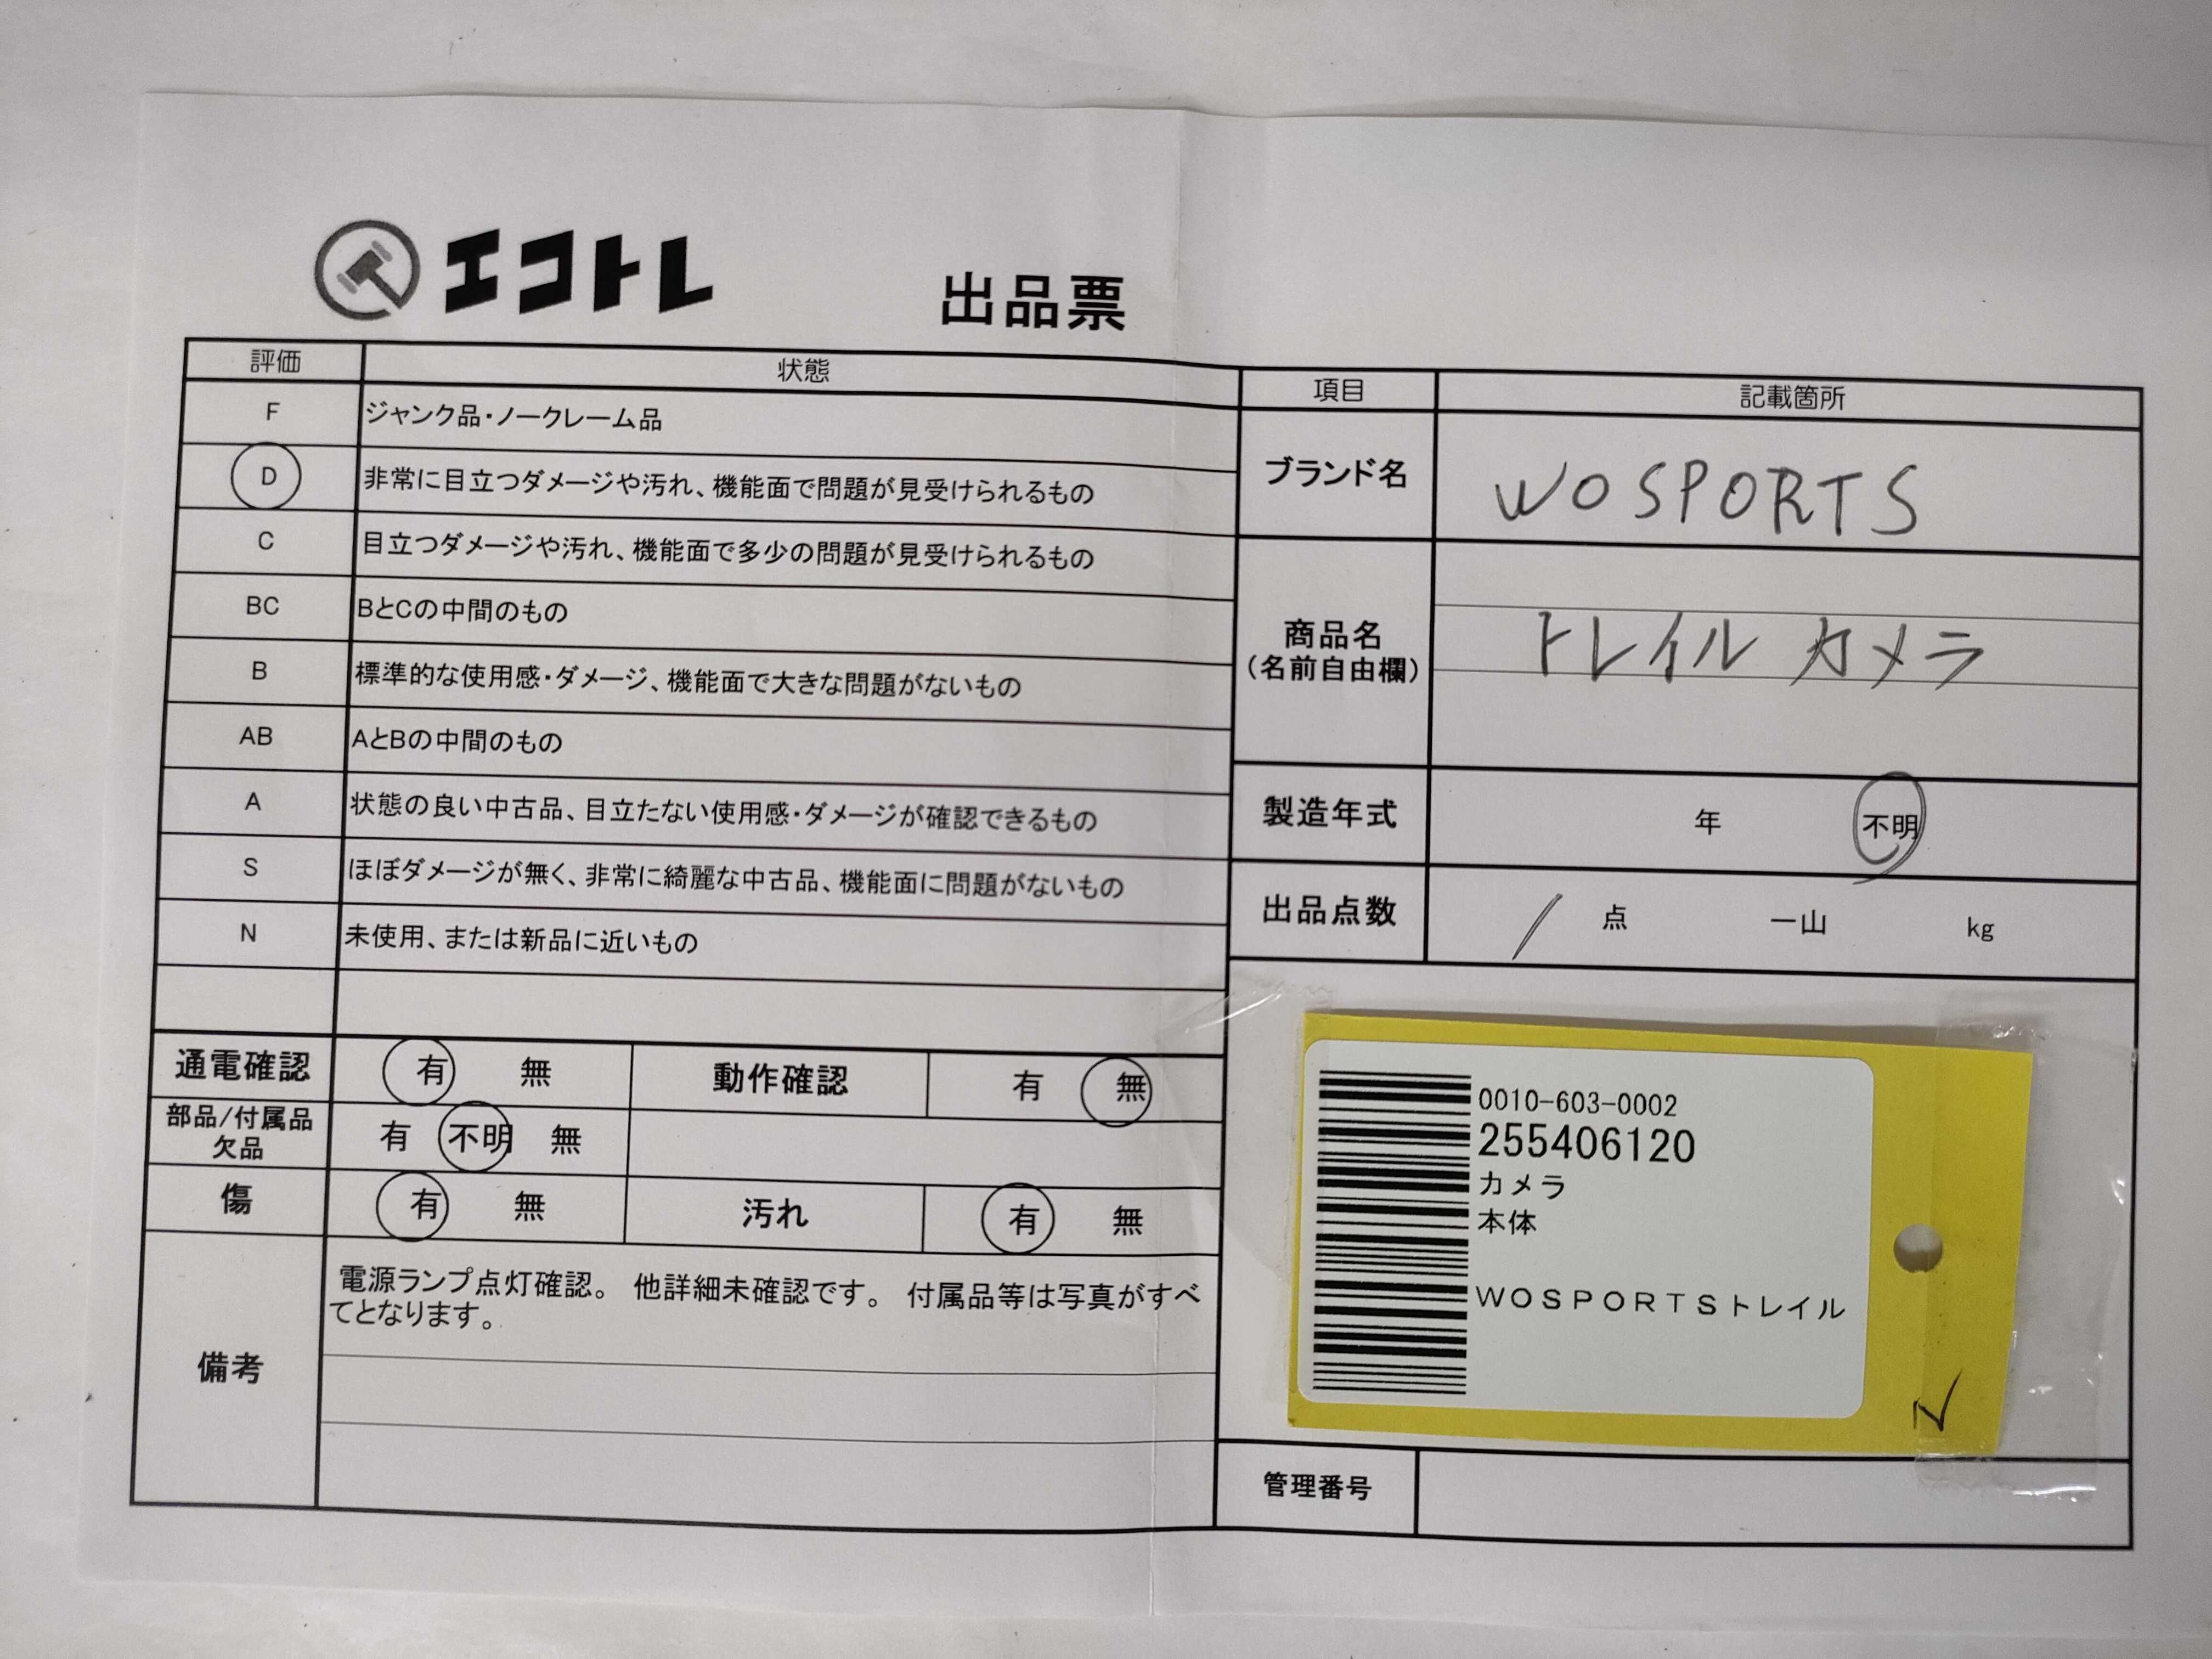 エコトレ
出品票
評価 状態
F ジャンク品・ノークレーム品
D 非常に目立つダメージや汚れ、機能面で問題が見受けられるもの
C 目立つダメージや汚れ、機能面で多少の問題が見受けられるもの
BC BとCの中間のもの
B 標準的な使用感・ダメージ、機能面で大きな問題がないもの
AB AとBの中間のもの
A 状態の良い中古品、目立たない使用感・ダメージが確認できるもの
S ほぼダメージが無く、非常に綺麗な中古品、機能面に問題がないもの
N 未使用、または新品に近いもの
通電確認 有 無 動作確認 有 無
部品/付属品
欠品 有 不明 無
傷 有 無 汚れ 有 無
備考
電源ランプ点灯確認。 他詳細未確認です。 付属品等は写真がすべ
てとなります。
項目 記載箇所
ブランド名 WOSPORTS
商品名
(名前自由欄)
トレイル カメラ
製造年式 年 不明
出品点数 / 点 一山 kg
0010-603-0002
255406120
カメラ
本体
WOSPORTSトレイル
管理番号